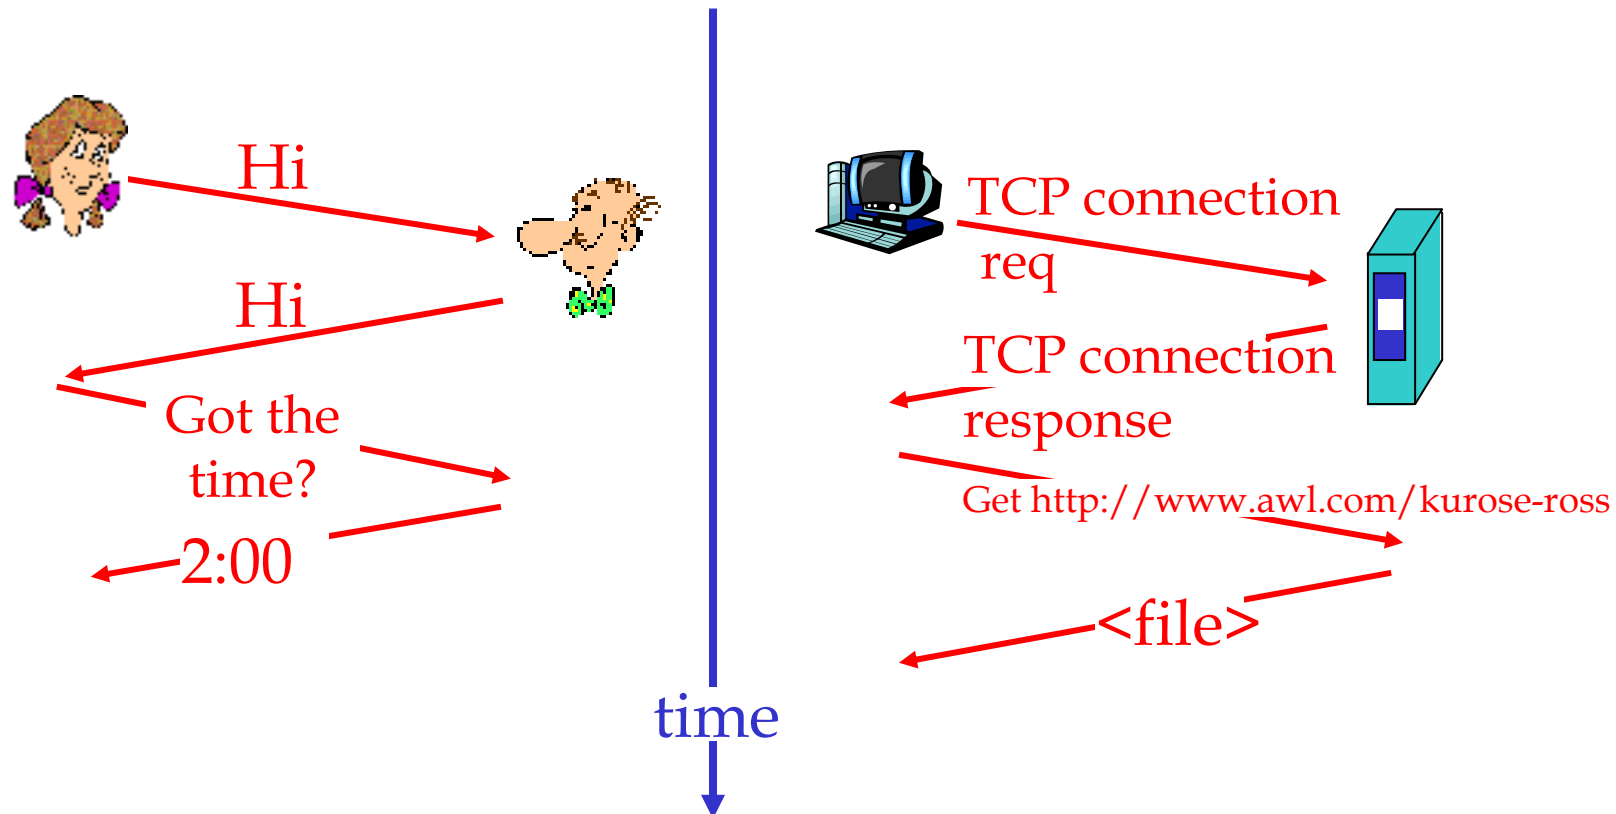 Hi
Hi
Got the
time?
2:00
time
TCP connection
req
TCP connection
response
Get http://www.awl.com/kurose-ross
<file>